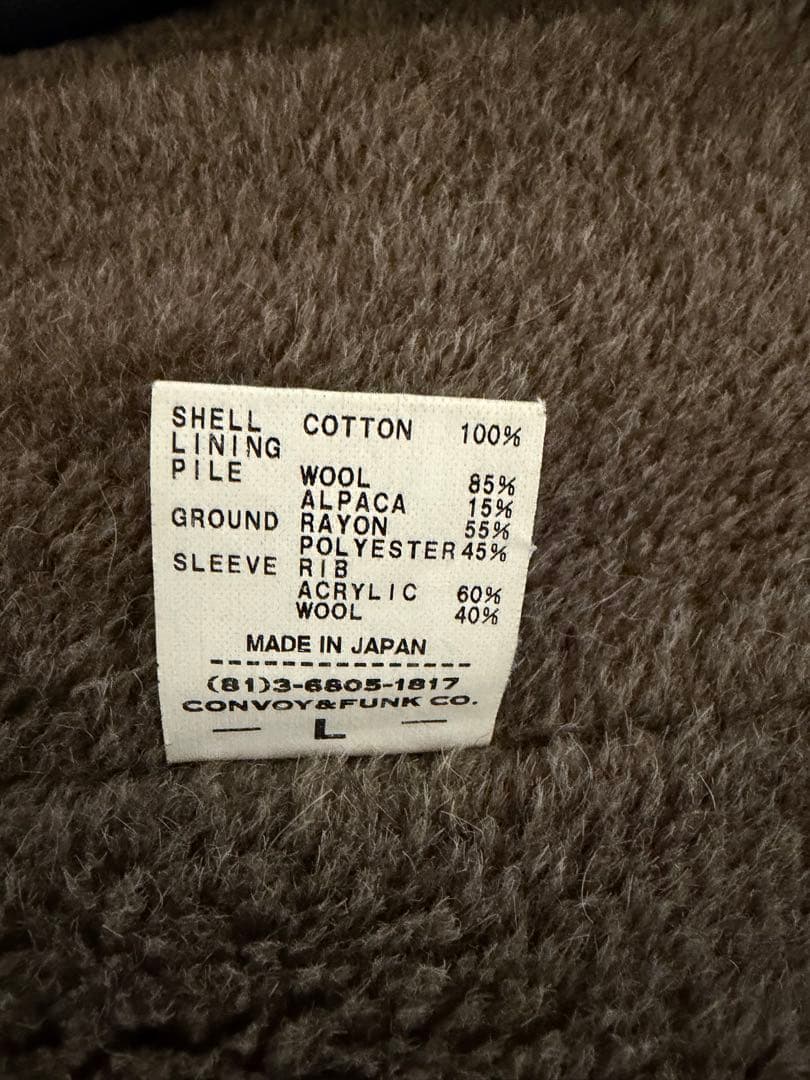 SHELL COTTON 100%
LINING
PILE WOOL 85%
ALPACA 15%
GROUND RAYON 55%
POLYESTER 45%
SLEEVE RIB
ACRYLIC 60%
WOOL 40%
MADE IN JAPAN
(81)3-6805-1817
CONVOY&FUNK CO.
— L —